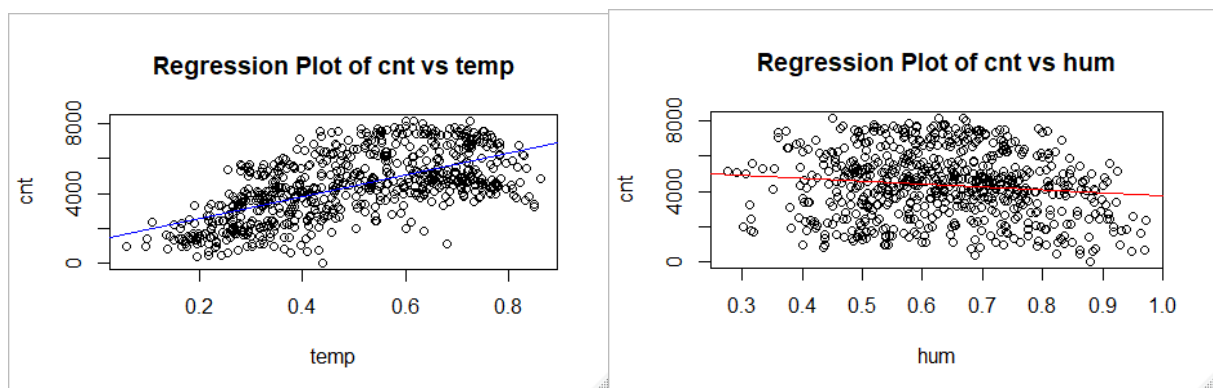 Regression Plot of cnt vs temp
cnt
0 4000 8000
0.2 0.4 0.6 0.8
temp
Regression Plot of cnt vs hum
cnt
0 4000 8000
0.3 0.4 0.5 0.6 0.7 0.8 0.9 1.0
hum